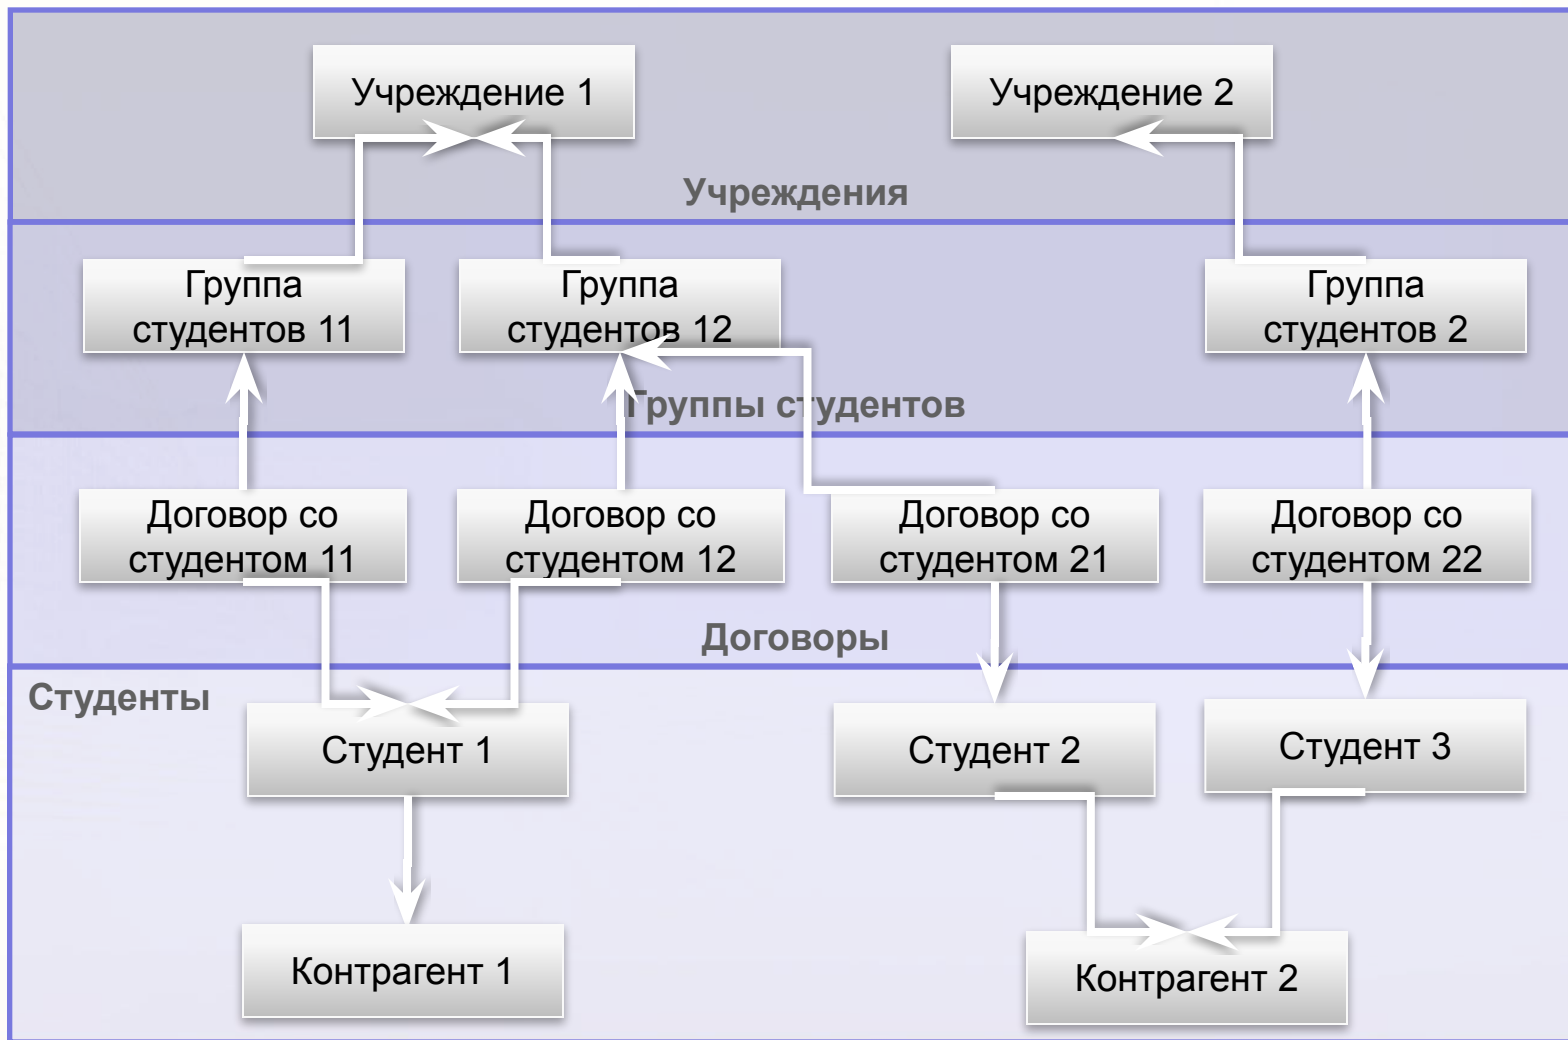 Учреждение 1
Учреждение 2
Учреждения
Группа
студентов 11
Группа
студентов 12
Группа
студентов 2
Группы студентов
Договор со
студентом 11
Договор со
студентом 12
Договор со
студентом 21
Договор со
студентом 22
Договоры
Студенты
Студент 1
Студент 2
Студент 3
Контрагент 1
Контрагент 2